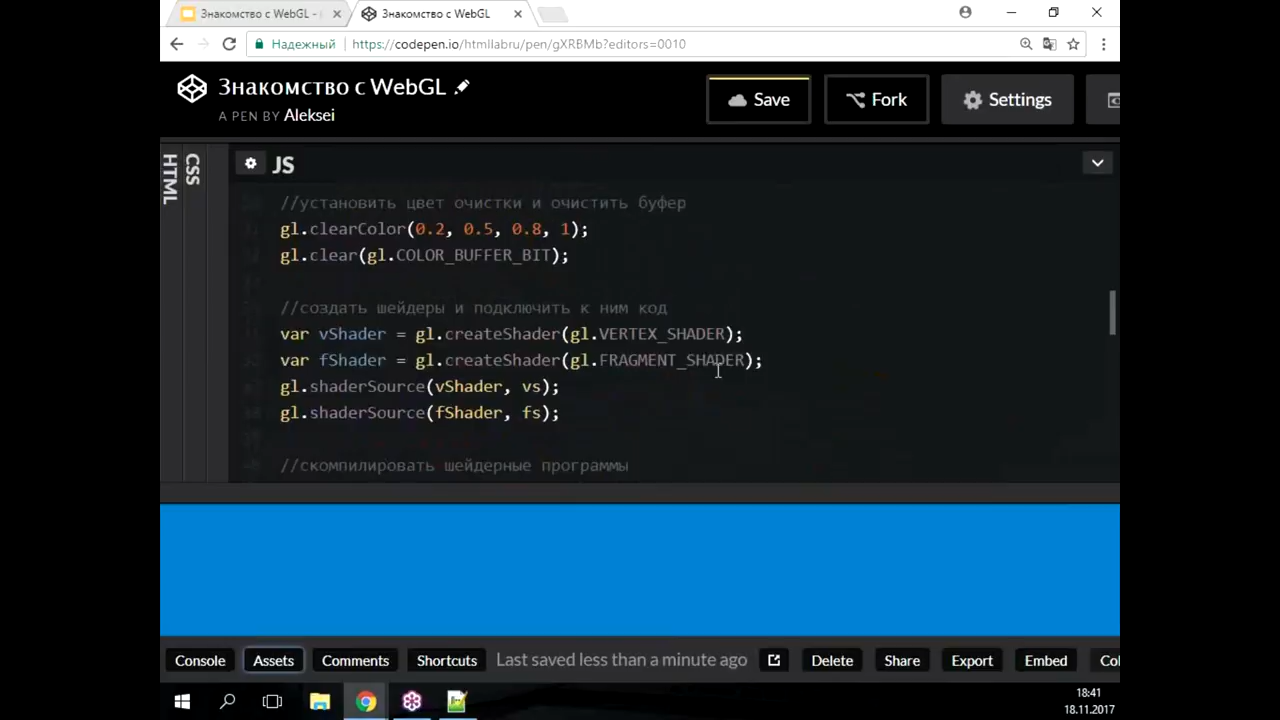 Знакомство с WebGL -
Знакомство с WebGL
Надежный
https://codepen.io/htmllabru/pen/gXRBMb?editors=0010
Знакомство с WebGL
A PEN BY Aleksei
Save
Fork
Settings
HTML
CSS
JS
//установить цвет очистки и очистить буфер
gl.clearColor(0.2, 0.5, 0.8, 1);
gl.clear(gl.COLOR_BUFFER_BIT);
//создать шейдеры и подключить к ним код
var vShader = gl.createShader(gl.VERTEX_SHADER);
var fShader = gl.createShader(gl.FRAGMENT_SHADER);
gl.shaderSource(vShader, vs);
gl.shaderSource(fShader, fs);
//скомпилировать шейдерные программы
Console
Assets
Comments
Shortcuts
Last saved less than a minute ago
Delete
Share
Export
Embed
Co
18:41
18.11.2017